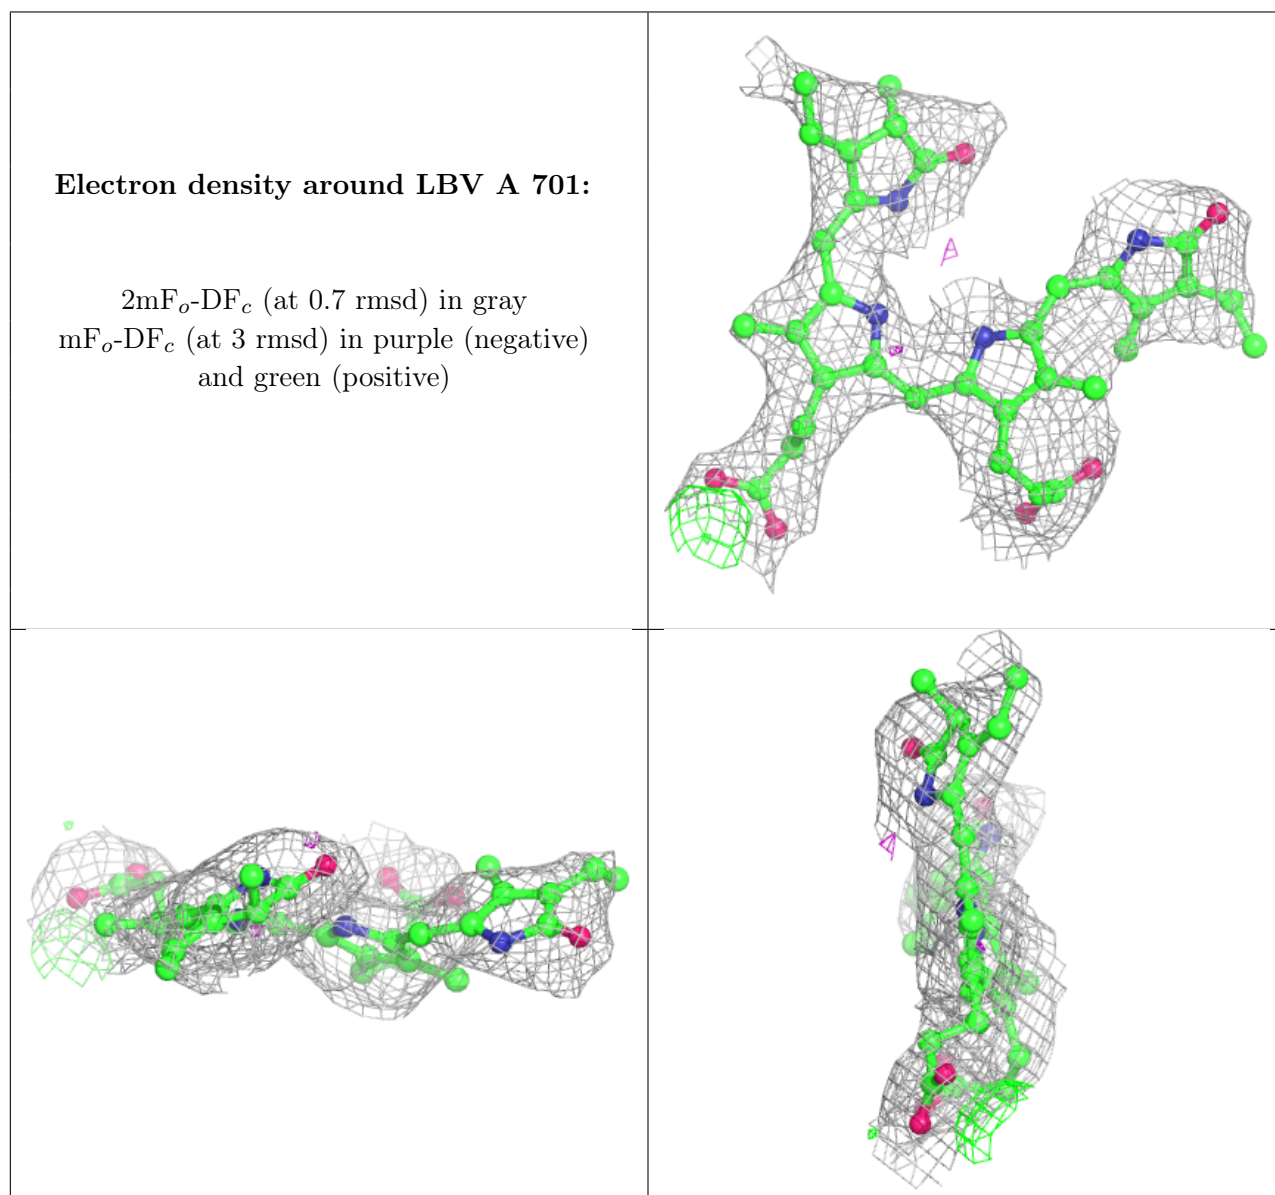 Electron density around LBV A 701:
2mFo-DFc (at 0.7 rmsd) in gray
mFo-DFc (at 3 rmsd) in purple (negative)
and green (positive)